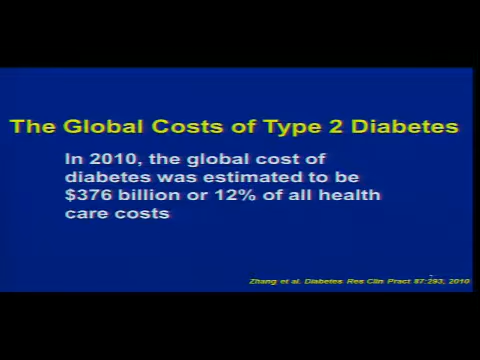 The Global Costs of Type 2 Diabetes
In 2010, the global cost of
diabetes was estimated to be
$376 billion or 12% of all health
care costs
Zhang et al. Diabetes Res Clin Pract 87:293, 2010